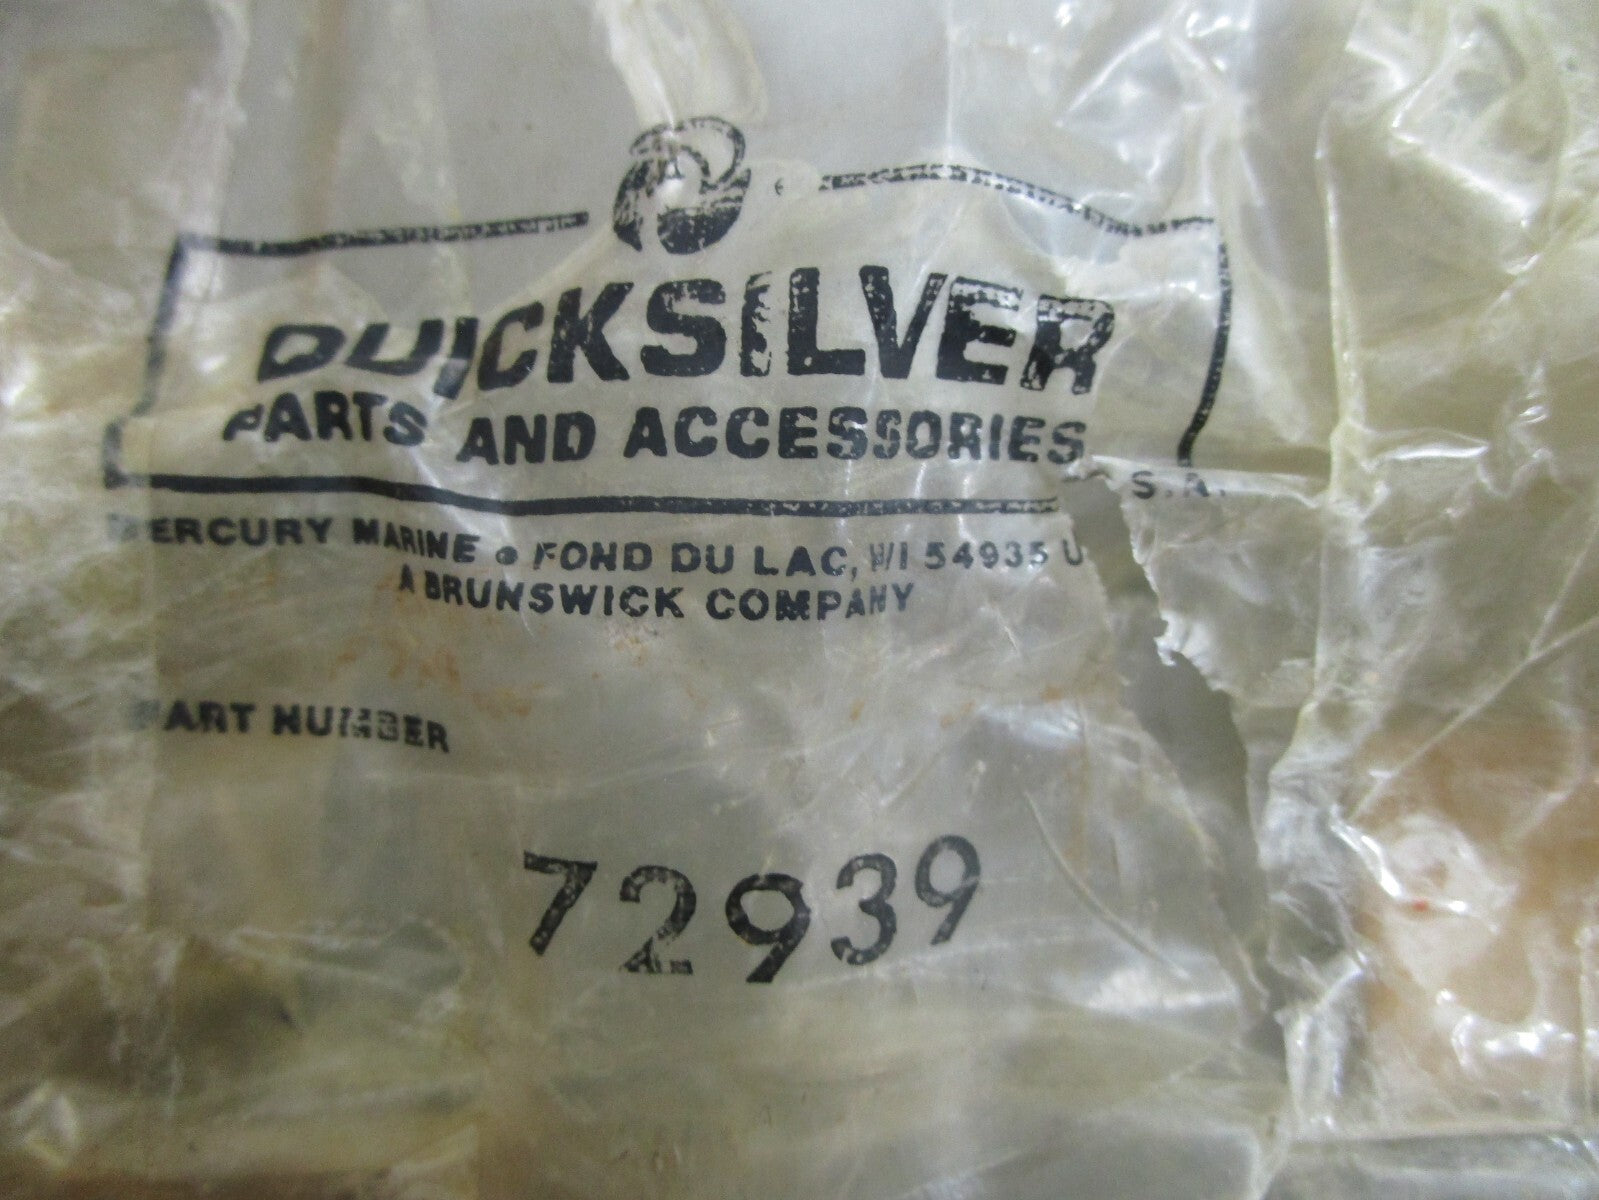 QUICKSILVER
PARTS AND ACCESSORIES
MERCURY MARINE • FOND DU LAC, WI 54935 U.S.A.
A BRUNSWICK COMPANY
PART NUMBER
72939